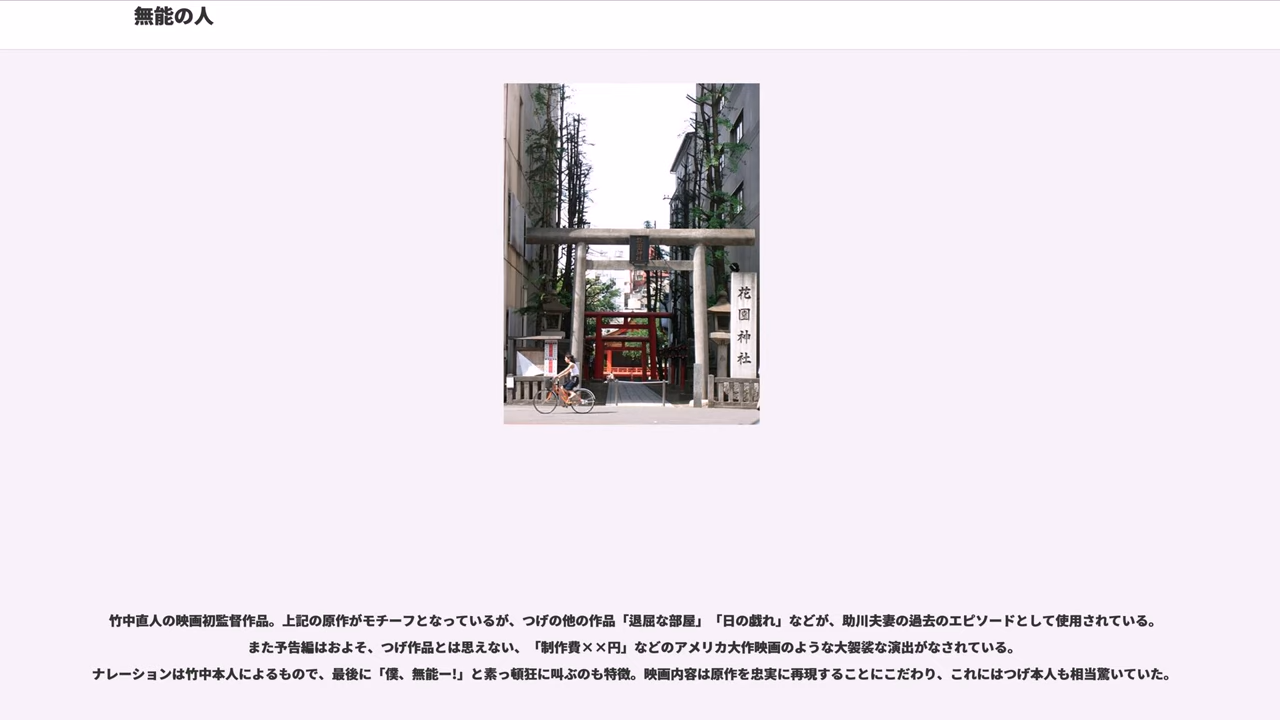 無能の人
花園神社
竹中直人の映画初監督作品。上記の原作がモチーフとなっているが、つげの他の作品「退屈な部屋」「日の戯れ」などが、助川夫妻の過去のエピソードとして使用されている。
また予告編はおよそ、つげ作品とは思えない、「制作費××円」などのアメリカ大作映画のような大袈裟な演出がなされている。
ナレーションは竹中本人によるもので、最後に「僕、無能ー!」と素っ頓狂に叫ぶのも特徴。映画内容は原作を忠実に再現することにこだわり、これにはつげ本人も相当驚いていた。